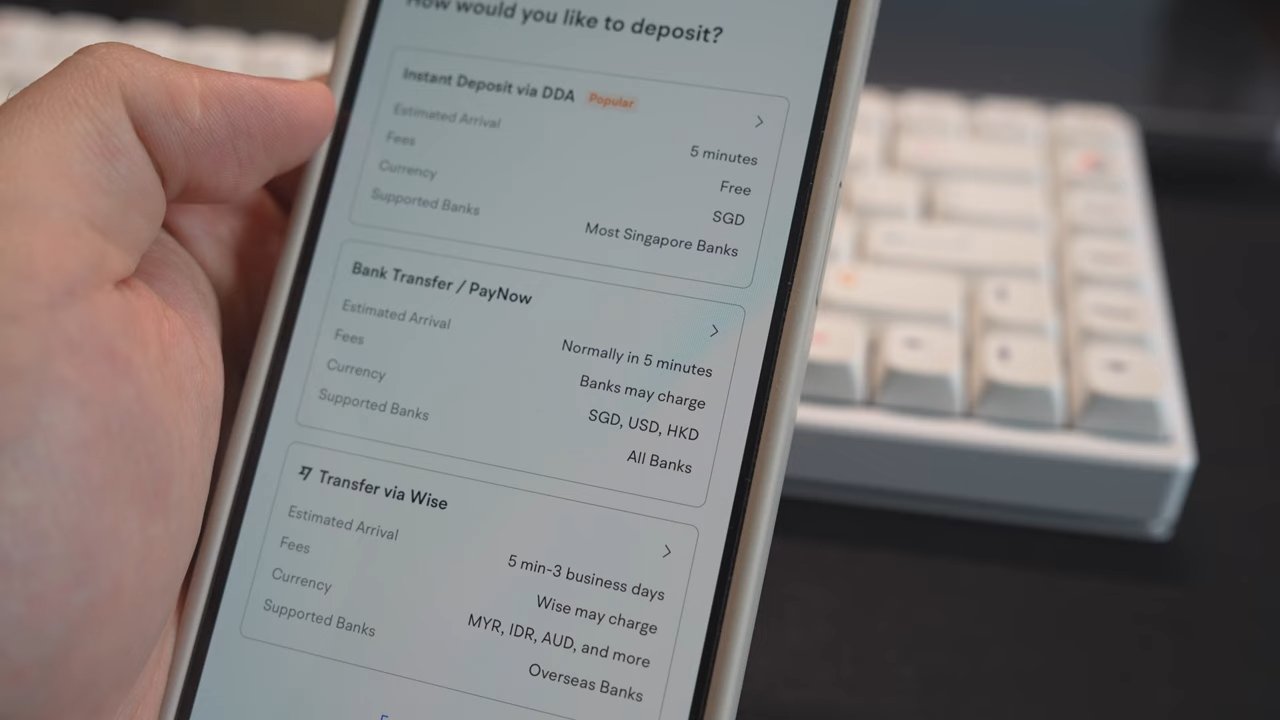 How would you like to deposit?
Instant Deposit via DDA Popular
Estimated Arrival 5 minutes
Fees Free
Currency SGD
Supported Banks Most Singapore Banks
Bank Transfer / PayNow
Estimated Arrival Normally in 5 minutes
Fees Banks may charge
Currency SGD, USD, HKD
Supported Banks All Banks
Transfer via Wise
Estimated Arrival 5 min-3 business days
Fees Wise may charge
Currency MYR, IDR, AUD, and more
Supported Banks Overseas Banks